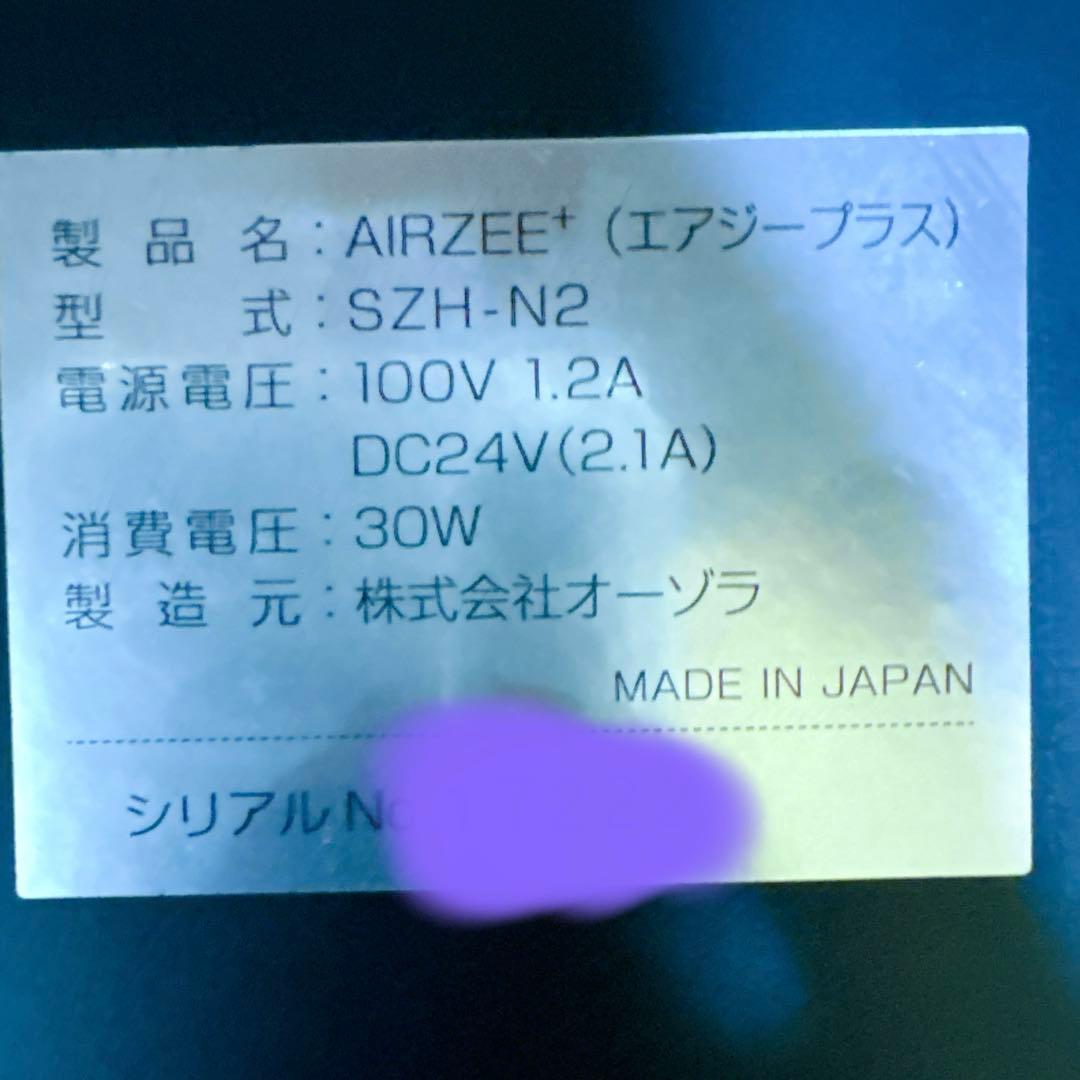 製品名:AIRZEE⁺(エアジープラス)
型式:SZH-N2
電源電圧:100V 1.2A
DC24V(2.1A)
消費電圧:30W
製造元:株式会社オーゾラ
MADE IN JAPAN
シリアルNo